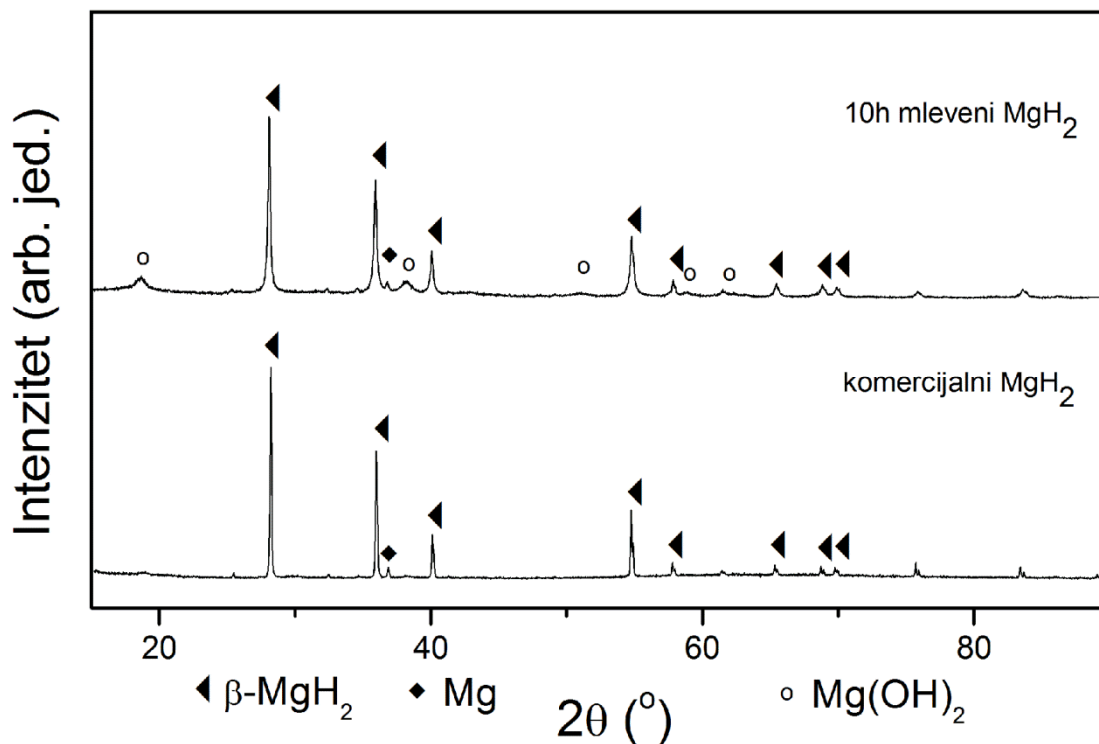 Intenzitet (arb. jed.)
10h mleveni MgH₂
komercijalni MgH₂
20 40 60 80
β-MgH₂ Mg Mg(OH)₂
2θ (°)